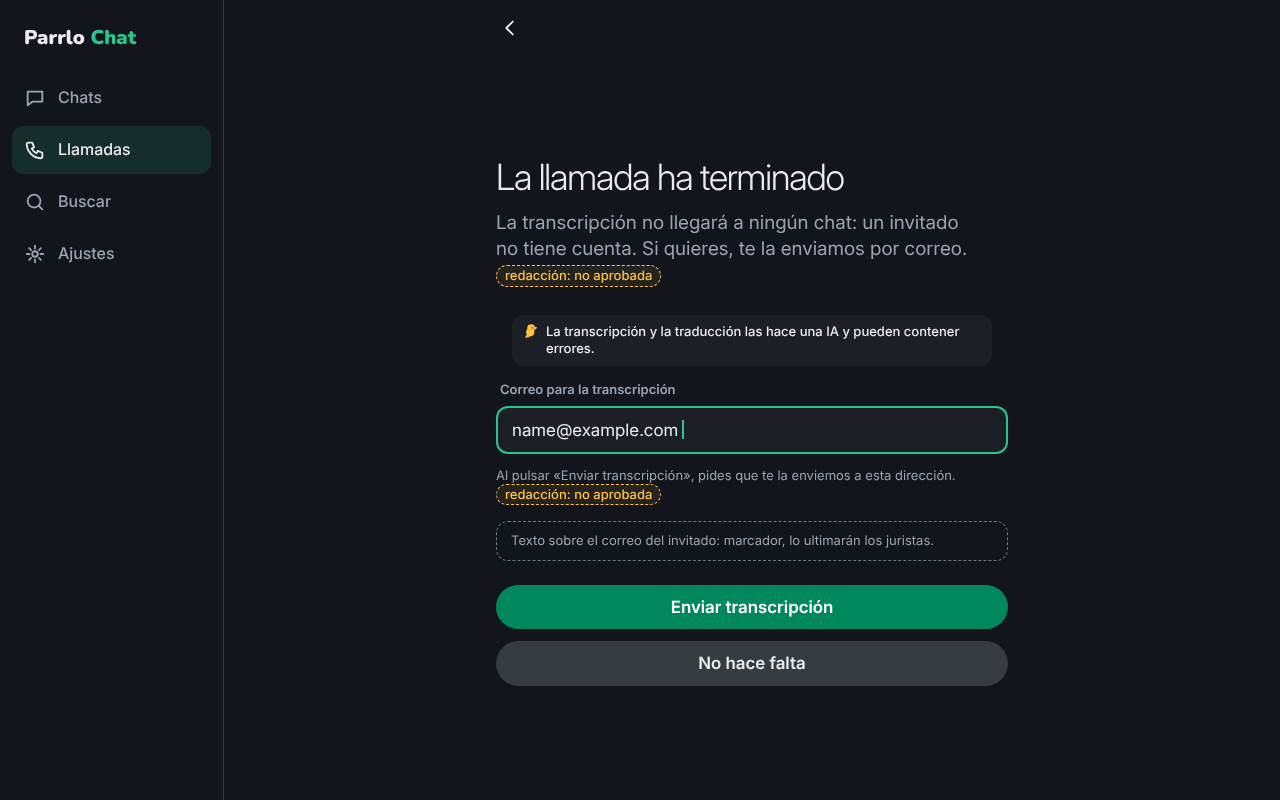 Parrlo Chat
Chats
Llamadas
Buscar
Ajustes
La llamada ha terminado
La transcripción no llegará a ningún chat: un invitado
no tiene cuenta. Si quieres, te la enviamos por correo.
redacción: no aprobada
La transcripción y la traducción las hace una IA y pueden contener
errores.
Correo para la transcripción
name@example.com
Al pulsar «Enviar transcripción», pides que te la enviemos a esta dirección.
redacción: no aprobada
Texto sobre el correo del invitado: marcador, lo ultimarán los juristas.
Enviar transcripción
No hace falta